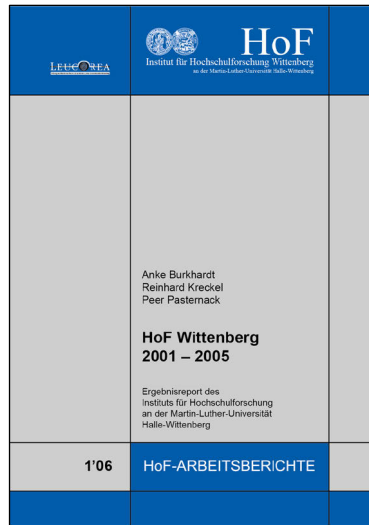 LEUCOREA
HoF
Institut für Hochschulforschung Wittenberg
an der Martin-Luther-Universität Halle-Wittenberg
Anke Burkhardt
Reinhard Kreckel
Peer Pasternack
HoF Wittenberg
2001 – 2005
Ergebnisreport des
Instituts für Hochschulforschung
an der Martin-Luther-Universität
Halle-Wittenberg
1'06
HoF-ARBEITSBERICHTE